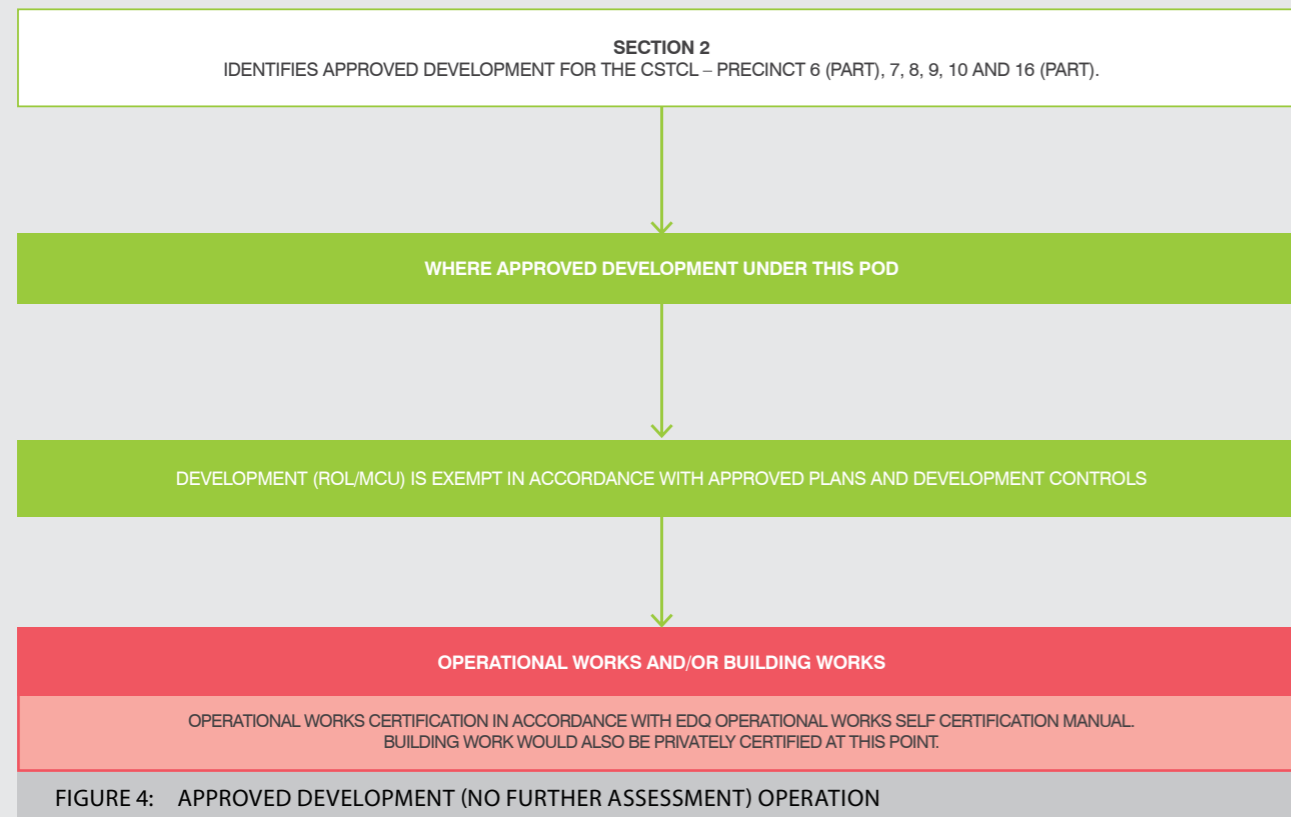 SECTION 2
IDENTIFIES APPROVED DEVELOPMENT FOR THE CSTCL – PRECINCT 6 (PART), 7, 8, 9, 10 AND 16 (PART).
WHERE APPROVED DEVELOPMENT UNDER THIS POD
DEVELOPMENT (ROL/MCU) IS EXEMPT IN ACCORDANCE WITH APPROVED PLANS AND DEVELOPMENT CONTROLS
OPERATIONAL WORKS AND/OR BUILDING WORKS
OPERATIONAL WORKS CERTIFICATION IN ACCORDANCE WITH EDQ OPERATIONAL WORKS SELF CERTIFICATION MANUAL.
BUILDING WORK WOULD ALSO BE PRIVATELY CERTIFIED AT THIS POINT.
FIGURE 4: APPROVED DEVELOPMENT (NO FURTHER ASSESSMENT) OPERATION